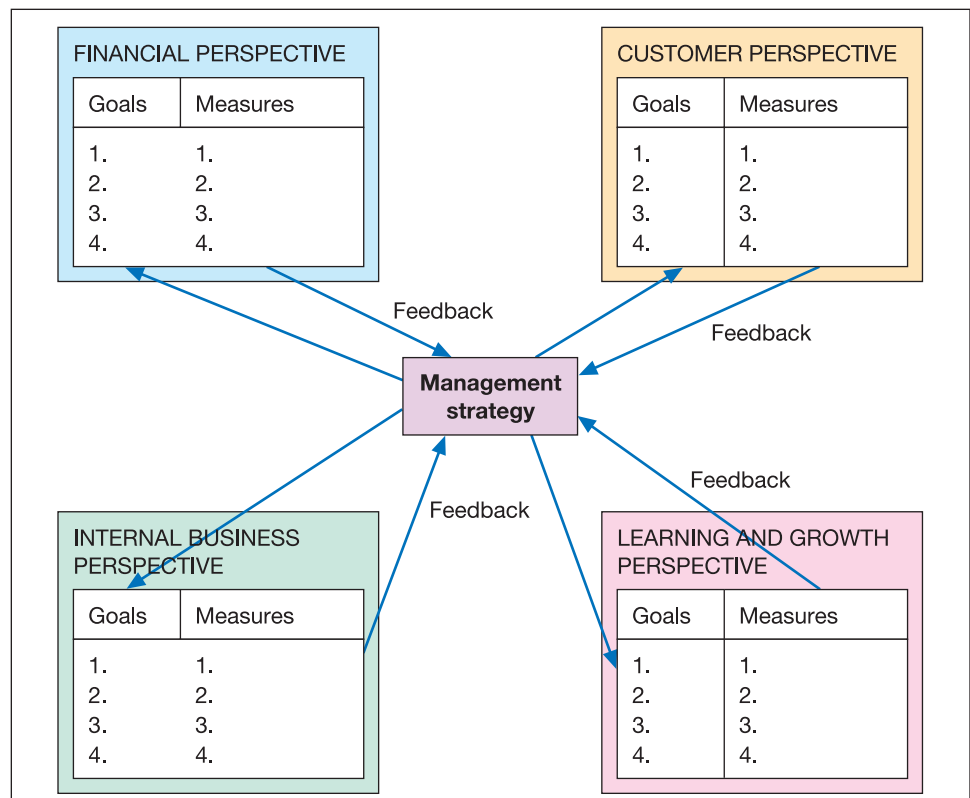 FINANCIAL PERSPECTIVE
Goals Measures
1. 1.
2. 2.
3. 3.
4. 4.
CUSTOMER PERSPECTIVE
Goals Measures
1. 1.
2. 2.
3. 3.
4. 4.
Feedback
Feedback
Management
strategy
Feedback
Feedback
INTERNAL BUSINESS
PERSPECTIVE
Goals Measures
1. 1.
2. 2.
3. 3.
4. 4.
LEARNING AND GROWTH
PERSPECTIVE
Goals Measures
1. 1.
2. 2.
3. 3.
4. 4.